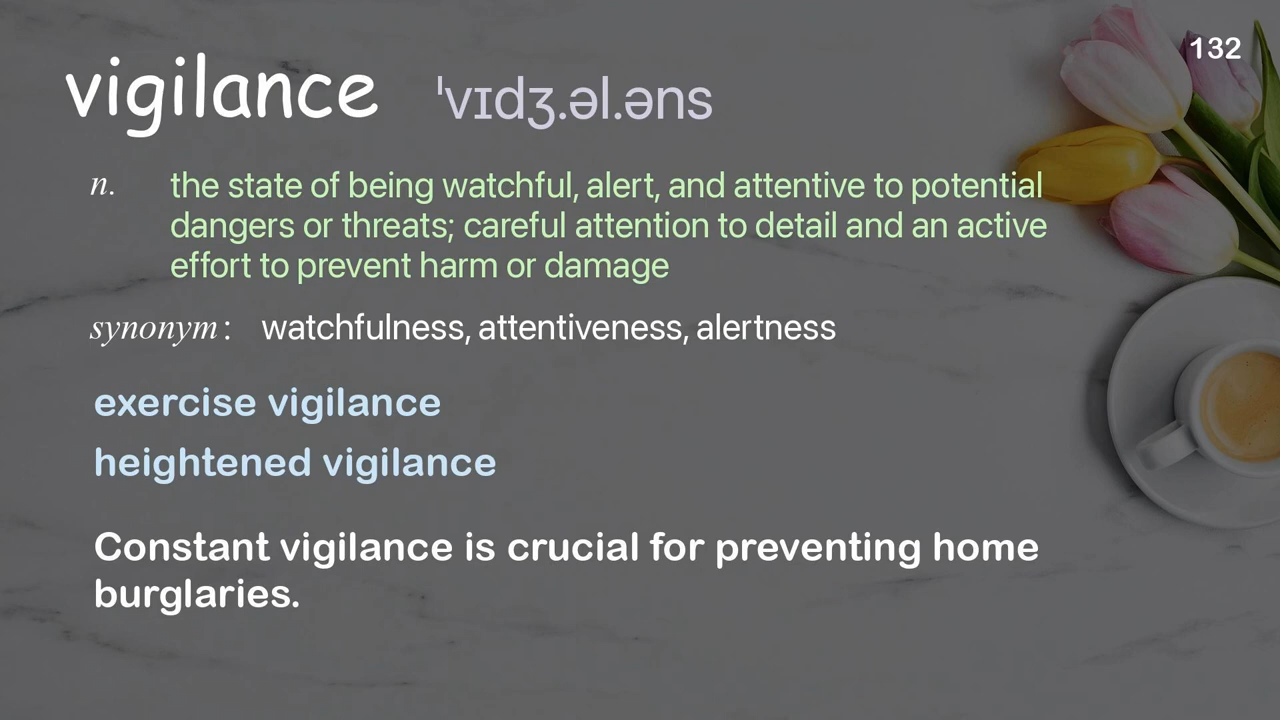 132
vigilance ˈvɪdʒ.əl.əns
n. the state of being watchful, alert, and attentive to potential
dangers or threats; careful attention to detail and an active
effort to prevent harm or damage
synonym: watchfulness, attentiveness, alertness
exercise vigilance
heightened vigilance
Constant vigilance is crucial for preventing home
burglaries.